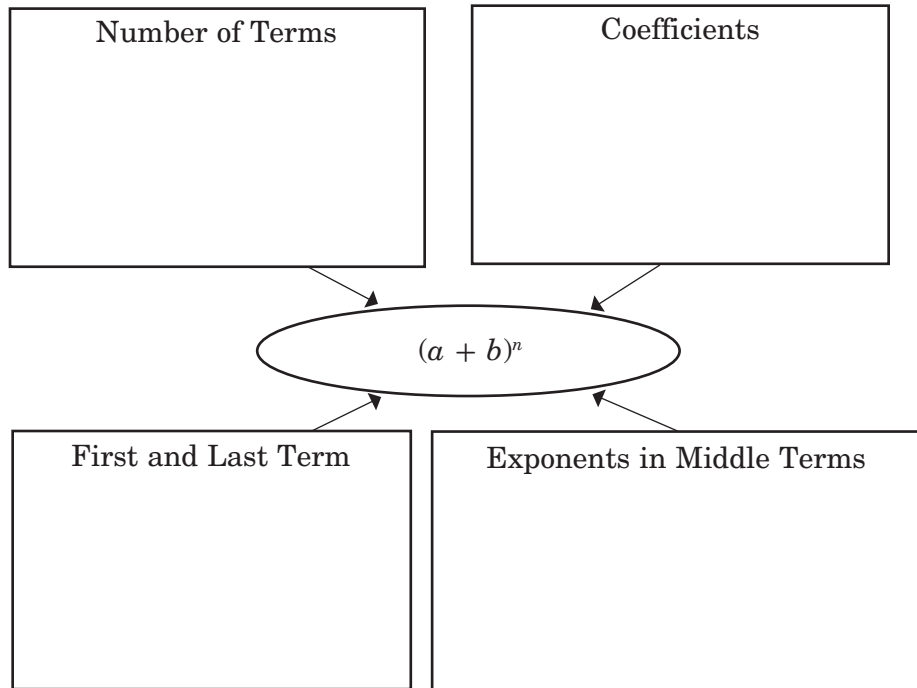 Number of Terms
Coefficients
(a + b)ⁿ
First and Last Term
Exponents in Middle Terms